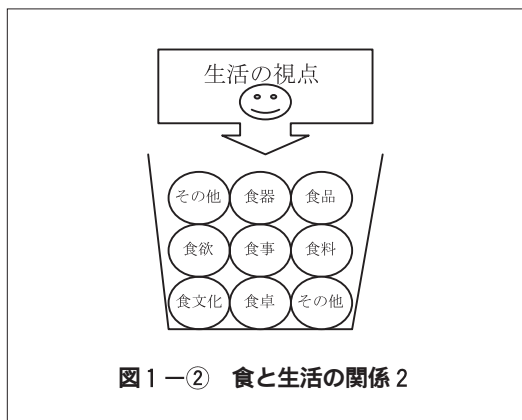 生活の視点
その他 食器 食品
食欲 食事 食料
食文化 食卓 その他
図1－② 食と生活の関係2